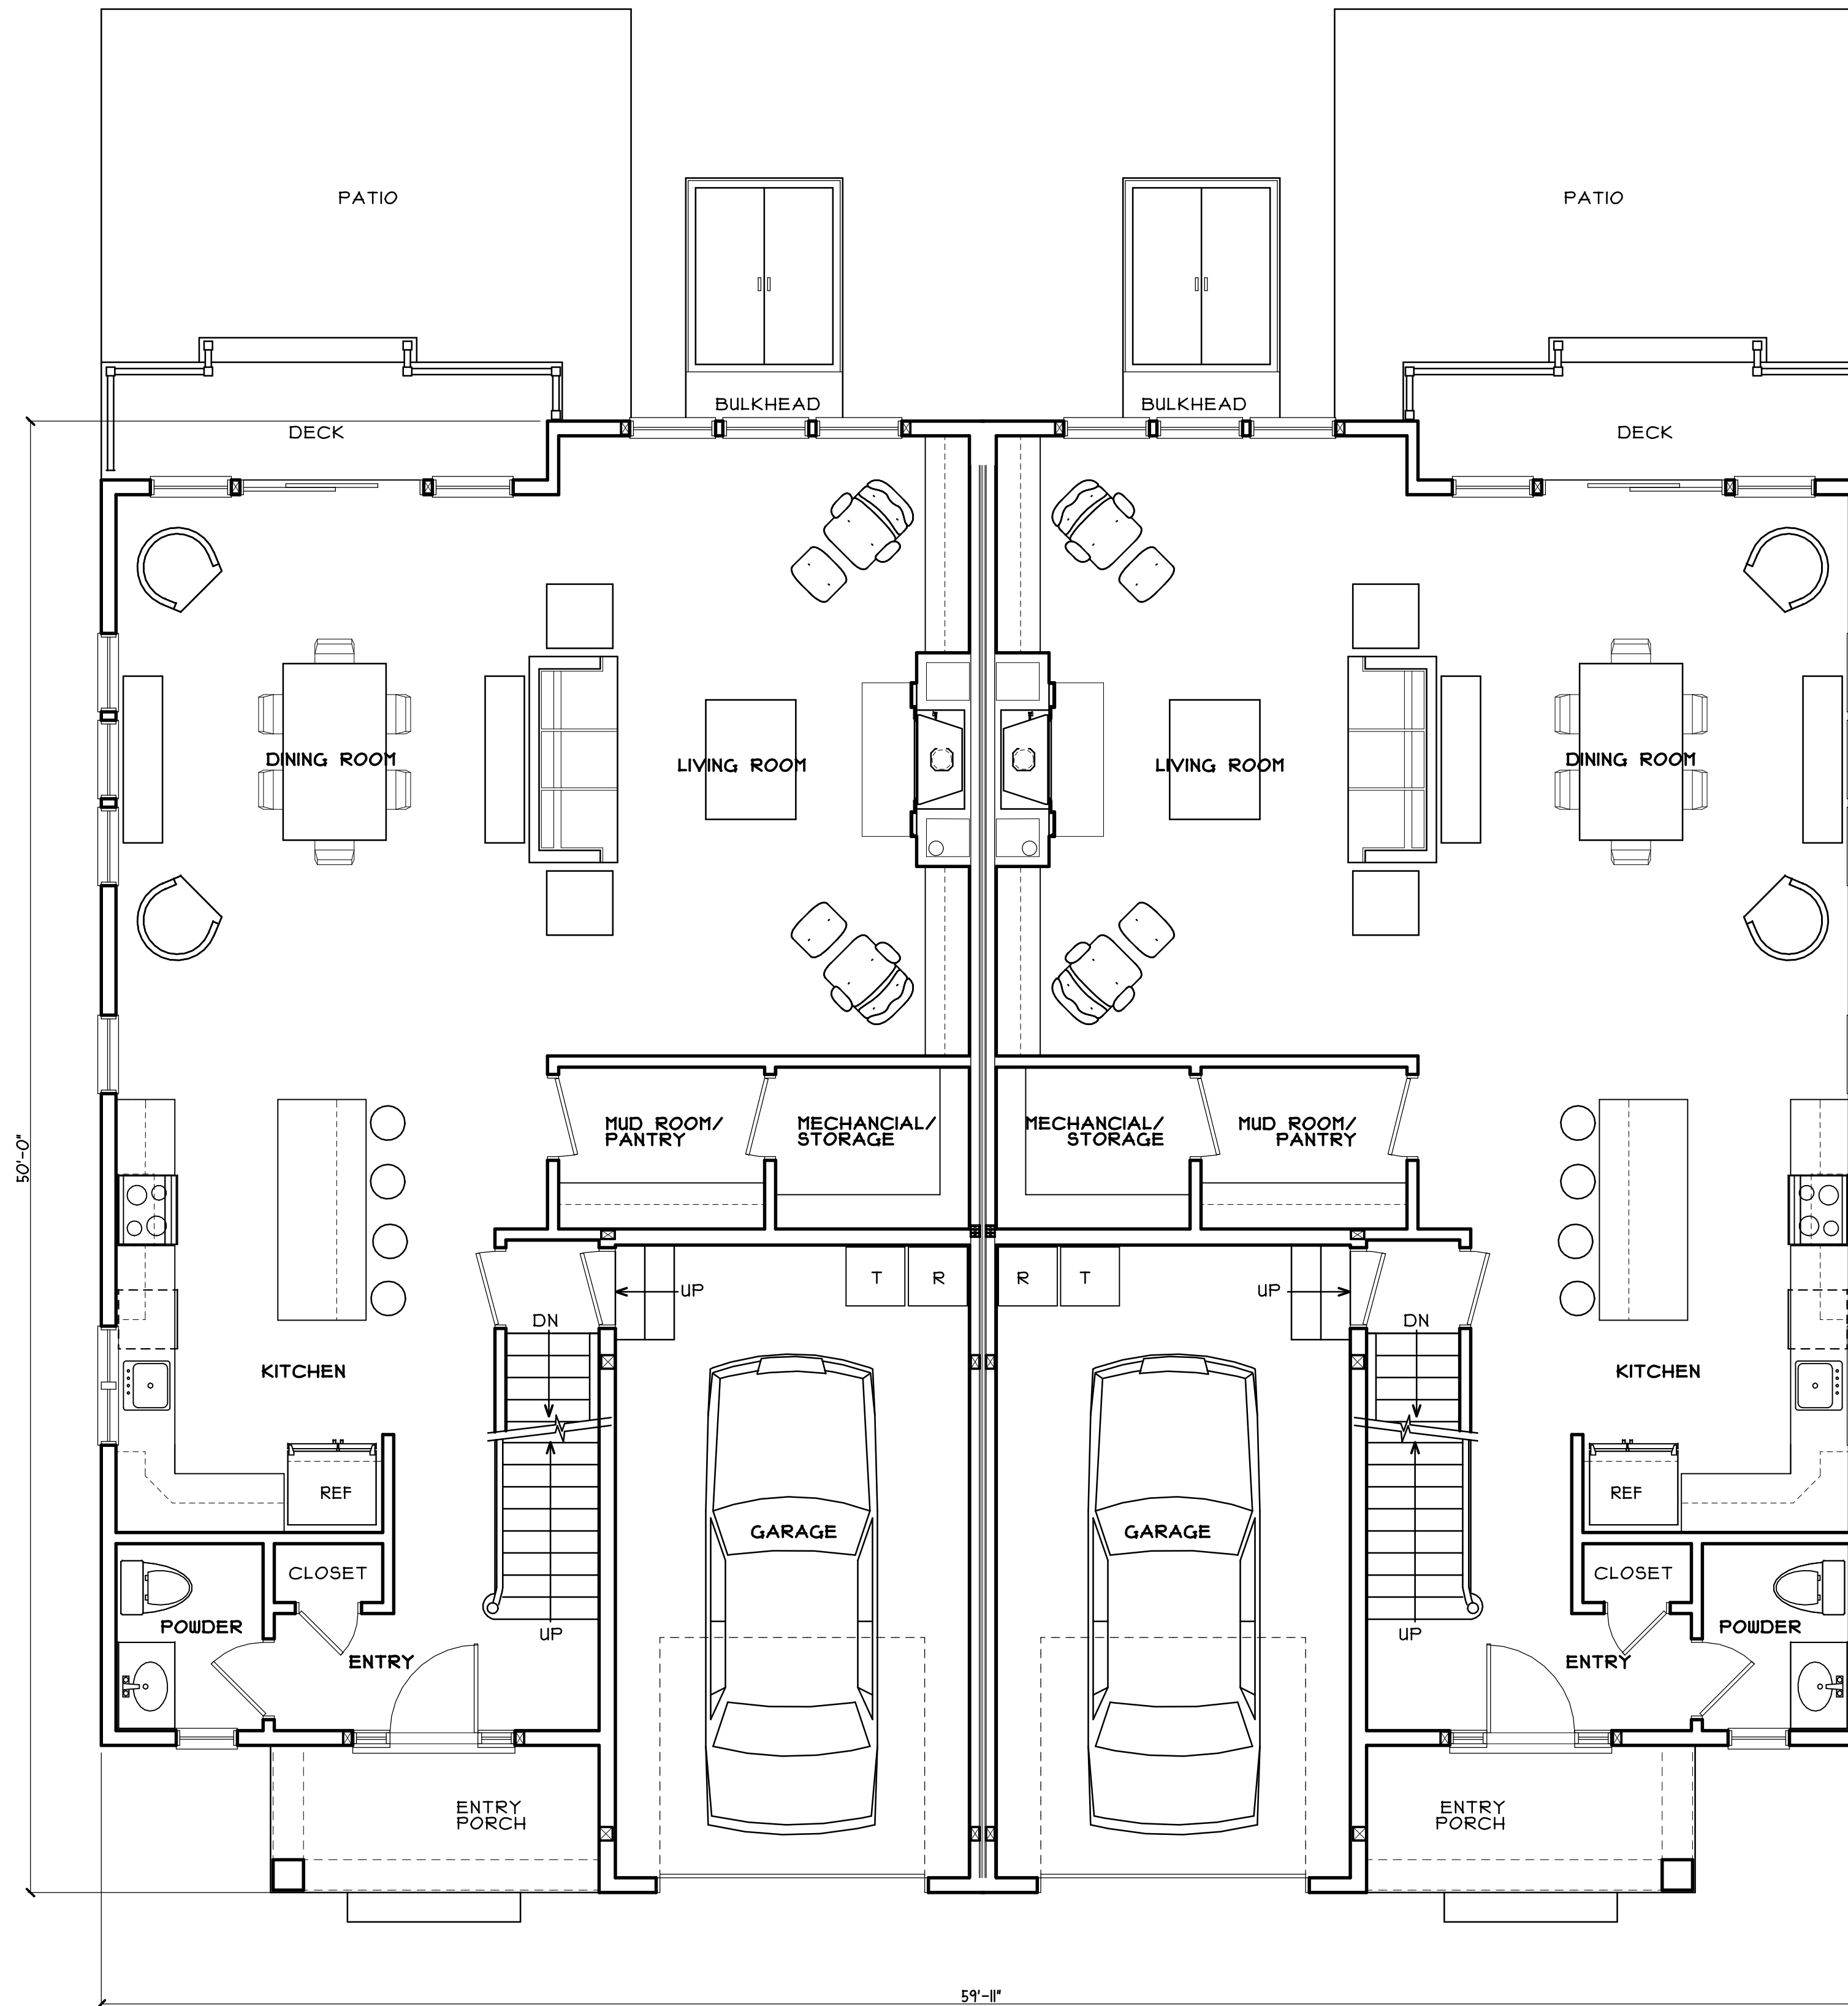 PATIO
PATIO
BULKHEAD
BULKHEAD
DECK
DECK
DINING ROOM
LIVING ROOM
LIVING ROOM
DINING ROOM
MUD ROOM/
PANTRY
MECHANCIAL/
STORAGE
MECHANCIAL/
STORAGE
MUD ROOM/
PANTRY
50'-0"
T
R
R
T
UP
UP
DN
DN
KITCHEN
KITCHEN
REF
REF
GARAGE
GARAGE
CLOSET
CLOSET
POWDER
POWDER
UP
UP
ENTRY
ENTRY
ENTRY
PORCH
ENTRY
PORCH
59'-11"